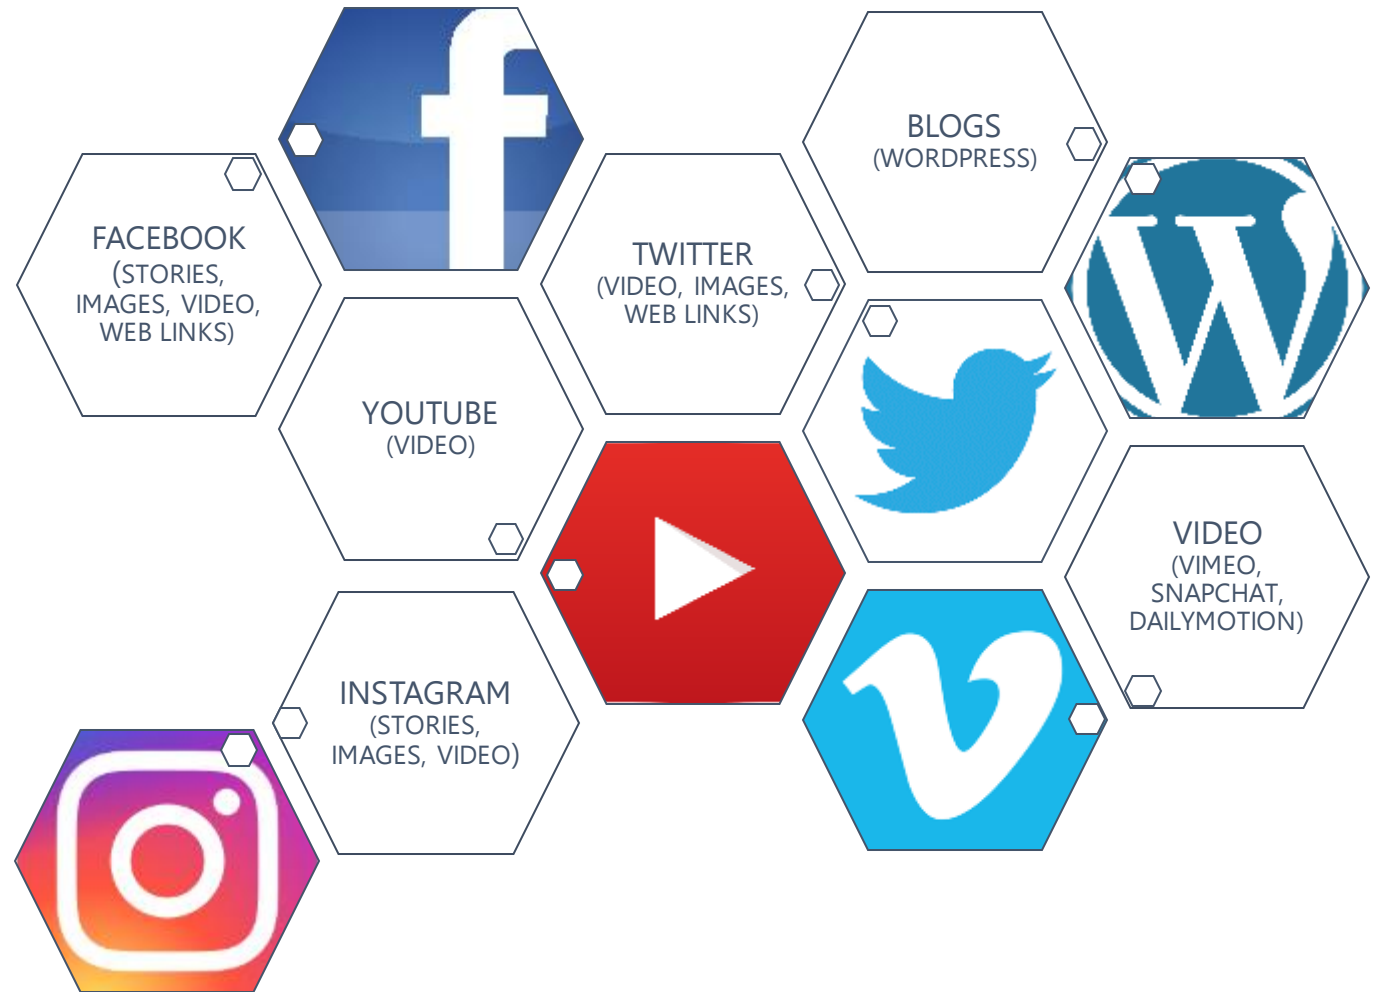 FACEBOOK
(STORIES,
IMAGES, VIDEO,
WEB LINKS)
YOUTUBE
(VIDEO)
TWITTER
(VIDEO, IMAGES,
WEB LINKS)
BLOGS
(WORDPRESS)
VIDEO
(VIMEO,
SNAPCHAT,
DAILYMOTION)
INSTAGRAM
(STORIES,
IMAGES, VIDEO)